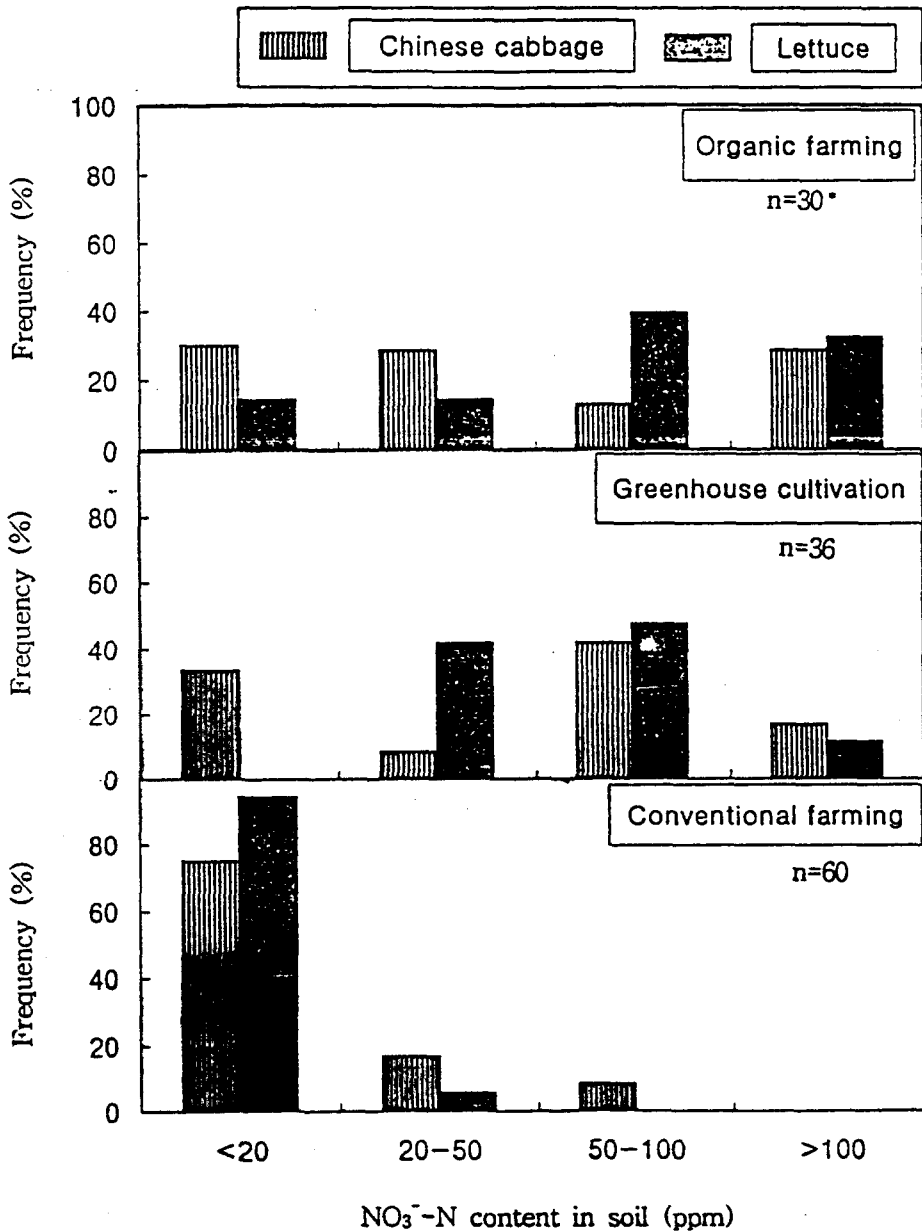 Chinese cabbage
Lettuce
100
80
60
40
20
0
Frequency (%)
Organic farming
n=30*
80
60
40
20
0
Frequency (%)
Greenhouse cultivation
n=36
80
60
40
20
0
Frequency (%)
Conventional farming
n=60
<20 20-50 50-100 >100
NO₃⁻-N content in soil (ppm)